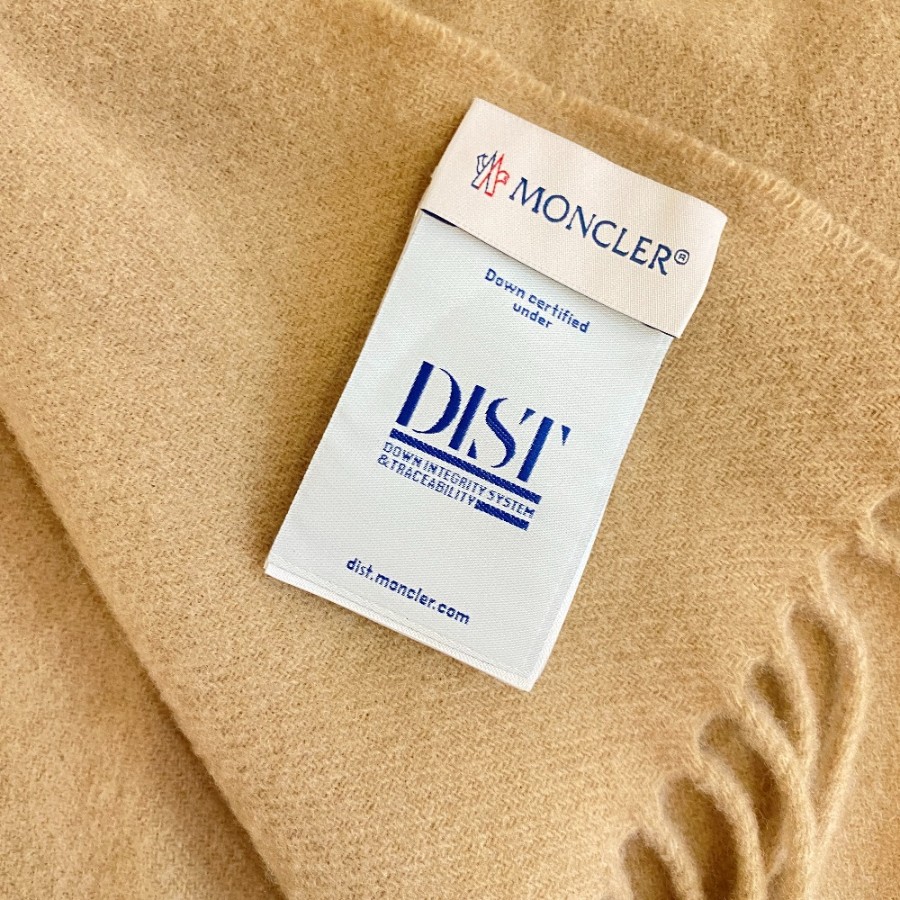 MONCLER®
Down certified
under
DIST
DOWN INTEGRITY SYSTEM
&TRACEABILITY
dist.moncler.com